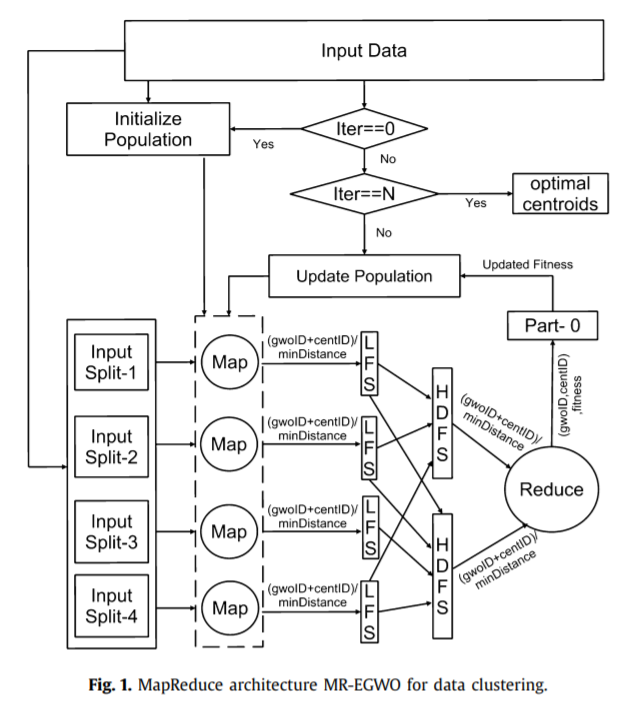 Input Data
Initialize
Population
Iter==0
Yes
No
Iter==N
Yes
optimal
centroids
No
Update Population
Updated Fitness
Part- 0
Input
Split-1
Map
(gwoID+centID)/
minDistance
L
F
S
Input
Split-2
Map
(gwoID+centID)/
minDistance
L
F
S
Input
Split-3
Map
(gwoID+centID)/
minDistance
L
F
S
Input
Split-4
Map
(gwoID+centID)/
minDistance
L
F
S
H
D
F
S
H
D
F
S
(gwoID+centID)/
minDistance
(gwoID+centID)/
minDistance
Reduce
(gwoID,centID)
,fitness
Fig. 1. MapReduce architecture MR-EGWO for data clustering.